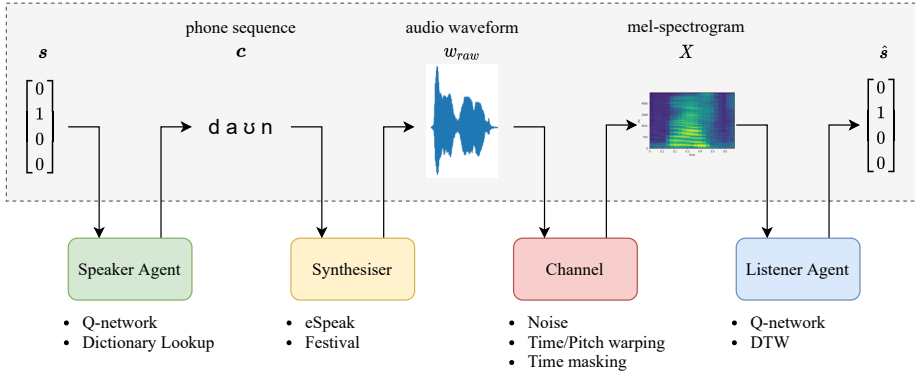 phone sequence
audio waveform
mel-spectrogram
s
c
w_raw
X
ŝ
0
1
0
0
d a ʊ n
0
1
0
0
Speaker Agent
Synthesiser
Channel
Listener Agent
• Q-network
• Dictionary Lookup
• eSpeak
• Festival
• Noise
• Time/Pitch warping
• Time masking
• Q-network
• DTW